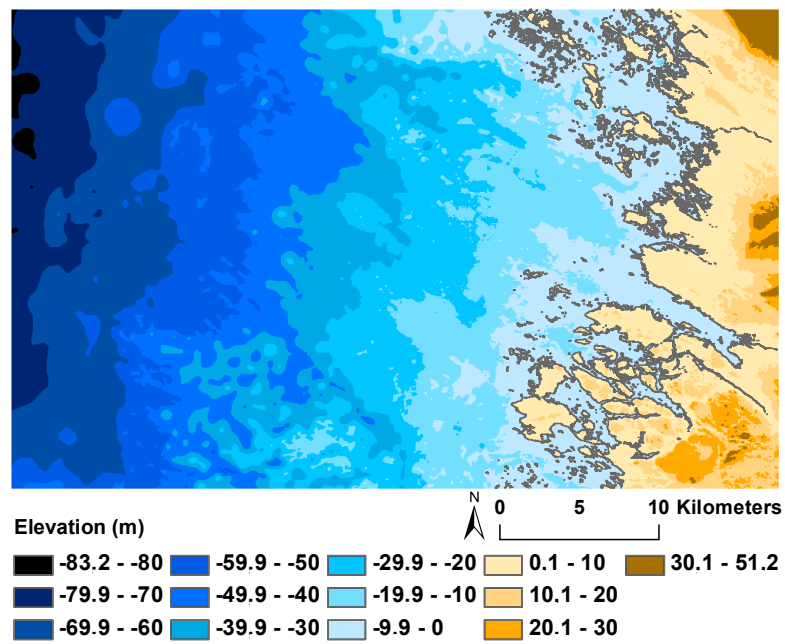 N
0 5 10 Kilometers
Elevation (m)
-83.2 - -80 -59.9 - -50 -29.9 - -20 0.1 - 10 30.1 - 51.2
-79.9 - -70 -49.9 - -40 -19.9 - -10 10.1 - 20
-69.9 - -60 -39.9 - -30 -9.9 - 0 20.1 - 30